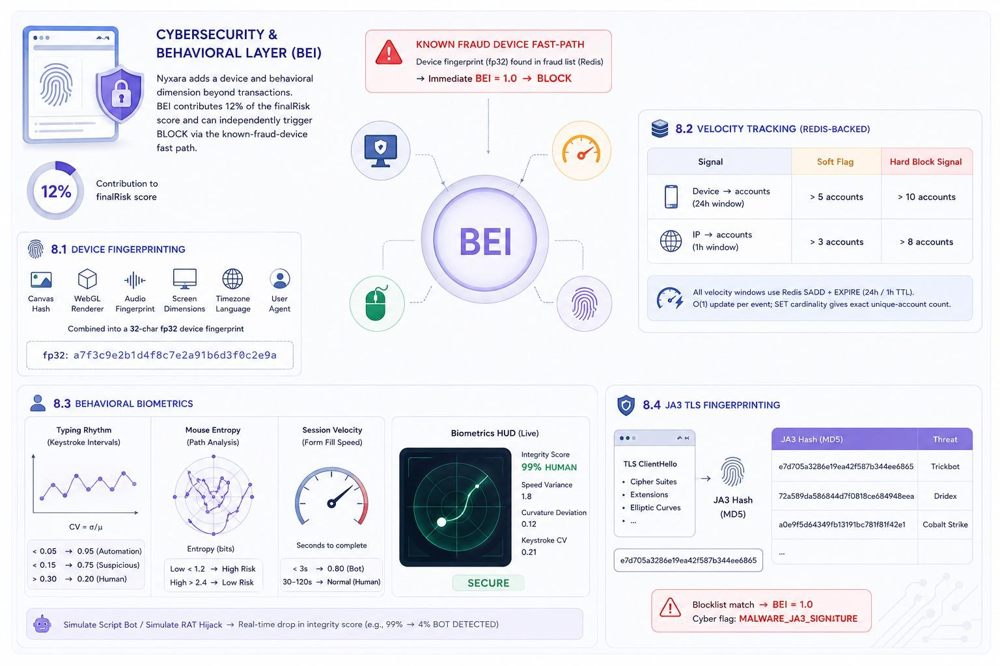 CYBERSECURITY &
BEHAVIORAL LAYER (BEI)
Nyxara adds a device and behavioral
dimension beyond transactions.
BEI contributes 12% of the finalRisk
score and can independently trigger
BLOCK via the known-fraud-device
fast path.
12%
Contribution to
finalRisk score
KNOWN FRAUD DEVICE FAST-PATH
Device fingerprint (fp32) found in fraud list (Redis)
→ Immediate BEI = 1.0 → BLOCK
BEI
8.1 DEVICE FINGERPRINTING
Canvas
Hash
WebGL
Renderer
Audio
Fingerprint
Screen
Dimensions
Timezone
Language
User
Agent
Combined into a 32-char fp32 device fingerprint
fp32: a7f3c9e2b1d4f8c7e2a91b6d3f0c2e9a
8.2 VELOCITY TRACKING (REDIS-BACKED)
Signal Soft Flag Hard Block Signal
Device → accounts
(24h window)
> 5 accounts > 10 accounts
IP → accounts
(1h window)
> 3 accounts > 8 accounts
All velocity windows use Redis SADD + EXPIRE (24h / 1h TTL).
O(1) update per event; SET cardinality gives exact unique-account count.
8.3 BEHAVIORAL BIOMETRICS
Typing Rhythm
(Keystroke Intervals)
CV = σ/μ
< 0.05 → 0.95 (Automation)
< 0.15 → 0.75 (Suspicious)
> 0.30 → 0.20 (Human)
Mouse Entropy
(Path Analysis)
Entropy (bits)
Low < 1.2 → High Risk
High > 2.4 → Low Risk
Session Velocity
(Form Fill Speed)
Seconds to complete
< 3s → 0.80 (Bot)
30–120s → Normal (Human)
Biometrics HUD (Live)
Integrity Score
99% HUMAN
Speed Variance
1.8
Curvature Deviation
0.12
Keystroke CV
0.21
SECURE
Simulate Script Bot / Simulate RAT Hijack → Real-time drop in integrity score (e.g., 99% → 4% BOT DETECTED)
8.4 JA3 TLS FINGERPRINTING
TLS ClientHello
• Cipher Suites
• Extensions
• Elliptic Curves
• ...
JA3 Hash
(MD5)
e7d705a3286e19ea42f587b344ee6865
JA3 Hash (MD5) Threat
e7d705a3286e19ea42f587b344ee6865 Trickbot
72a589da586844d7f0818ce684948eea Dridex
a0e9f5d64349fb13191bc781f81f42e1 Cobalt Strike
...
Blocklist match → BEI = 1.0
Cyber flag: MALWARE_JA3_SIGNITURE